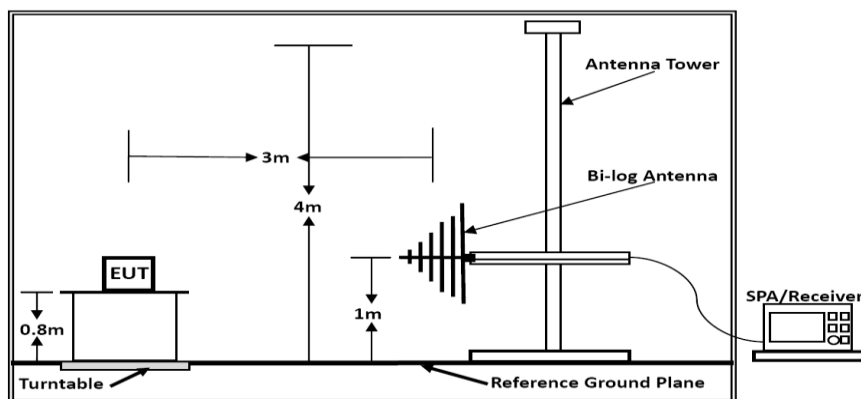 Antenna Tower
3m
Bi-log Antenna
4m
EUT
SPA/Receiver
0.8m
1m
Turntable
Reference Ground Plane